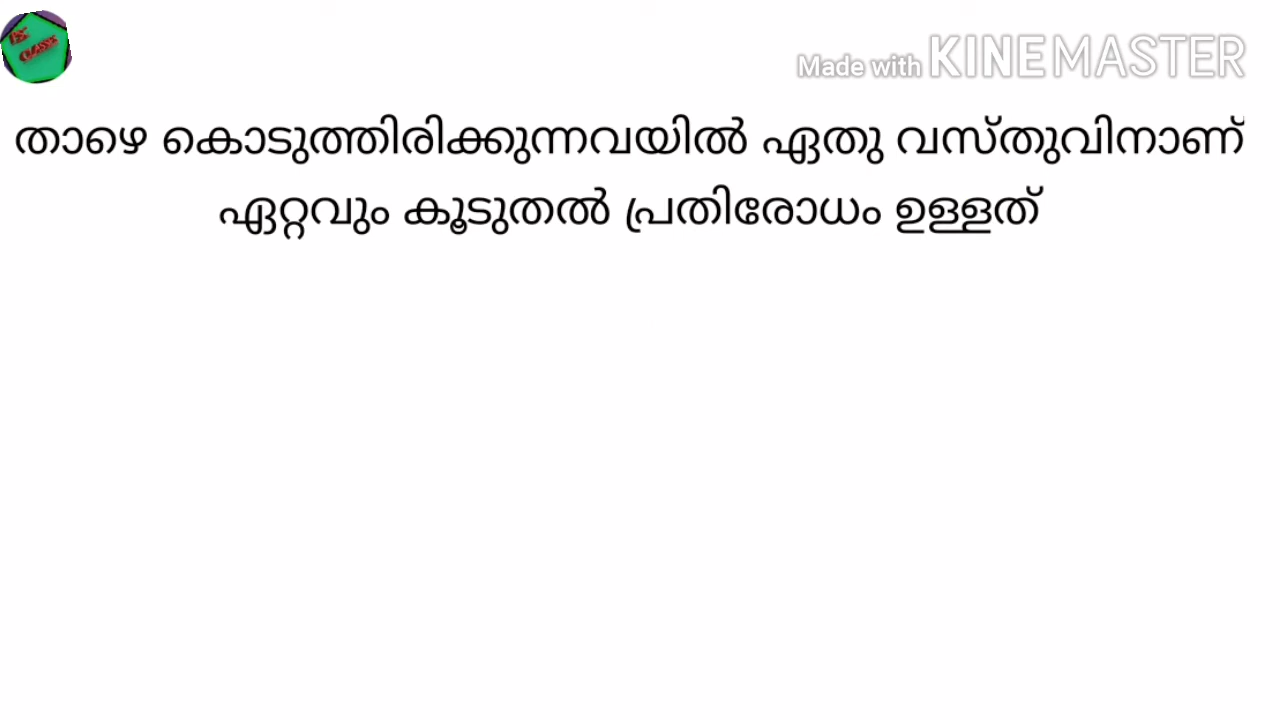 Made with KINEMASTER
താഴെ കൊടുത്തിരിക്കുന്നവയിൽ ഏതു വസ്തുവിനാണ്
ഏറ്റവും കൂടുതൽ പ്രതിരോധം ഉള്ളത്